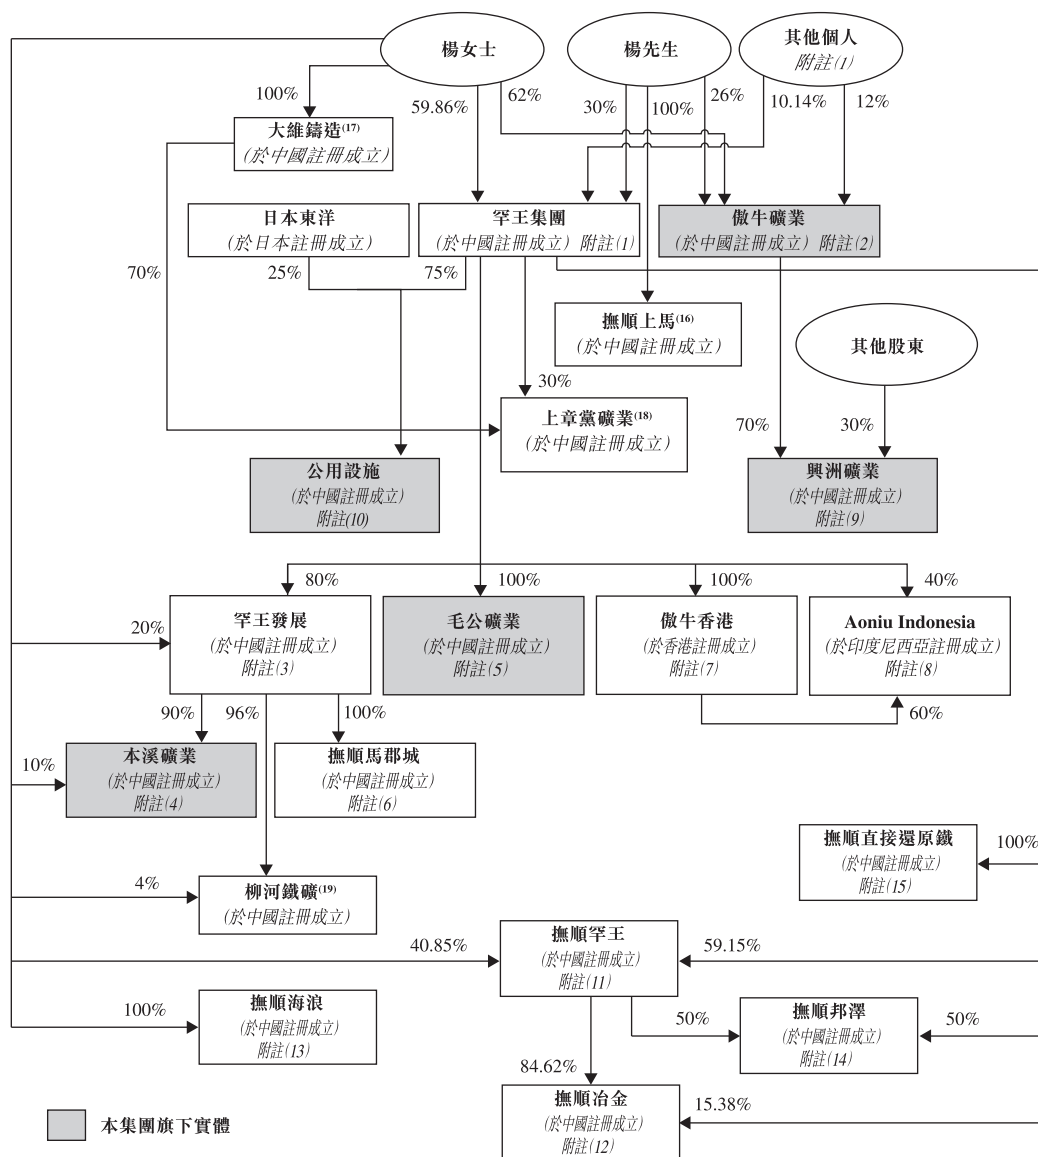 楊女士
楊先生
其他個人
附註(1)
100%
59.86%
62%
30%
100%
26%
10.14%
12%
大維鑄造(17)
(於中國註冊成立)
日本東洋
(於日本註冊成立)
罕王集團
(於中國註冊成立) 附註(1)
傲牛礦業
(於中國註冊成立) 附註(2)
70%
25%
75%
撫順上馬(16)
(於中國註冊成立)
其他股東
30%
上章黨礦業(18)
(於中國註冊成立)
70%
30%
公用設施
(於中國註冊成立)
附註(10)
興洲礦業
(於中國註冊成立)
附註(9)
80%
100%
100%
40%
20%
罕王發展
(於中國註冊成立)
附註(3)
毛公礦業
(於中國註冊成立)
附註(5)
傲牛香港
(於香港註冊成立)
附註(7)
Aoniu Indonesia
(於印度尼西亞註冊成立)
附註(8)
90%
96%
100%
60%
10%
本溪礦業
(於中國註冊成立)
附註(4)
撫順馬郡城
(於中國註冊成立)
附註(6)
撫順直接還原鐵
(於中國註冊成立)
附註(15)
100%
4%
柳河鐵礦(19)
(於中國註冊成立)
40.85%
撫順罕王
(於中國註冊成立)
附註(11)
59.15%
100%
撫順海浪
(於中國註冊成立)
附註(13)
50%
撫順邦澤
(於中國註冊成立)
附註(14)
50%
84.62%
撫順冶金
(於中國註冊成立)
附註(12)
15.38%
本集團旗下實體